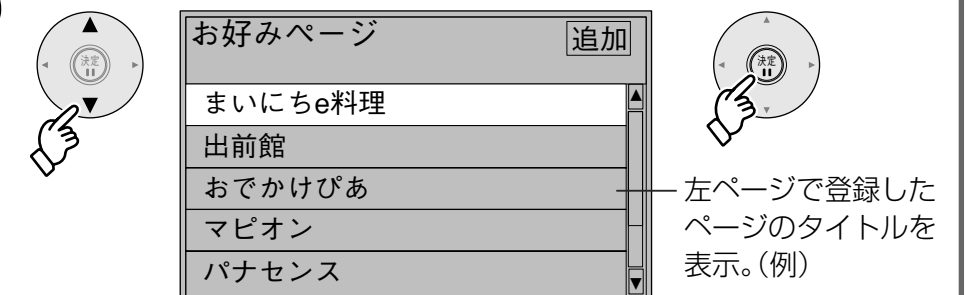 決定
お好みページ
追加
まいにちe料理
出前館
おでかけぴあ
マピオン
パナセンス
決定
左ページで登録した
ページのタイトルを
表示。(例)